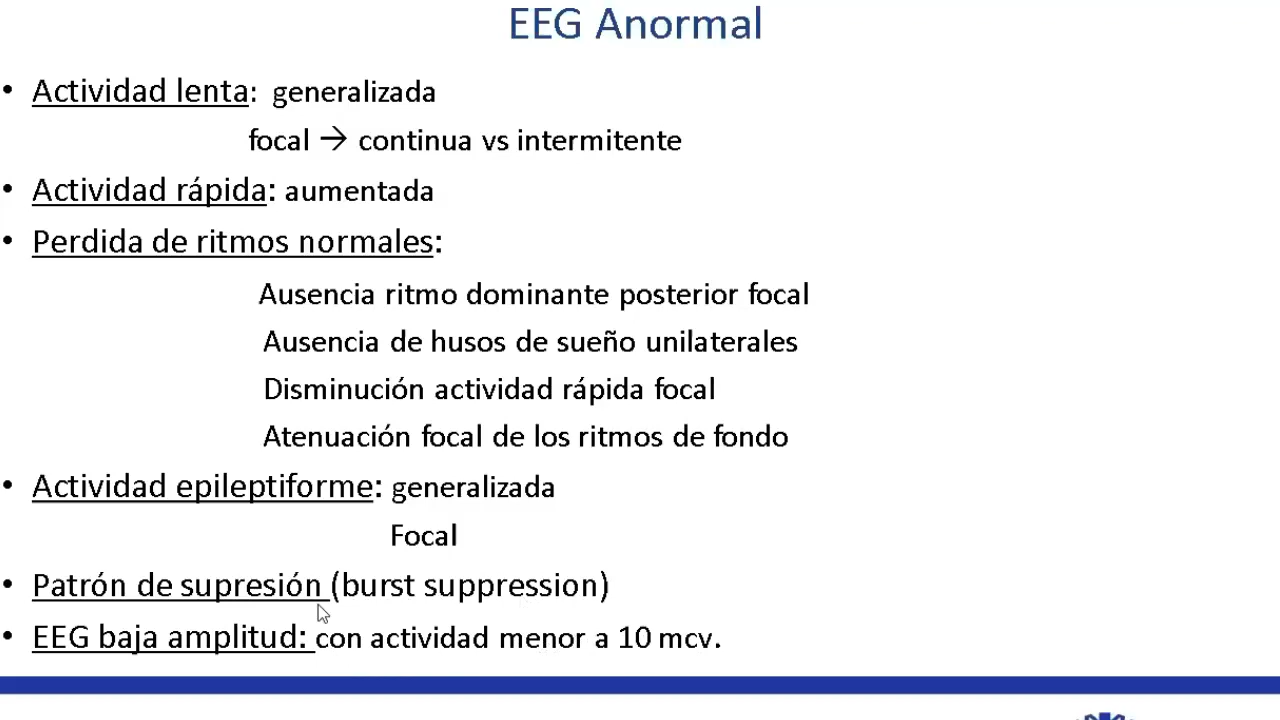 EEG Anormal
• Actividad lenta: generalizada
focal → continua vs intermitente
• Actividad rápida: aumentada
• Perdida de ritmos normales:
Ausencia ritmo dominante posterior focal
Ausencia de husos de sueño unilaterales
Disminución actividad rápida focal
Atenuación focal de los ritmos de fondo
• Actividad epileptiforme: generalizada
Focal
• Patrón de supresión (burst suppression)
• EEG baja amplitud: con actividad menor a 10 mcv.